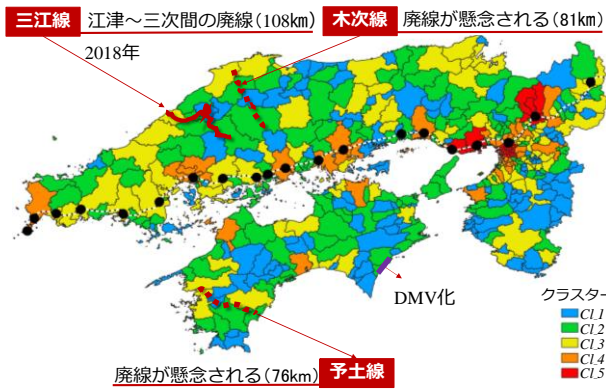 三江線 江津～三次間の廃線(108km)
木次線 廃線が懸念される(81km)
2018年
DMV化
クラスター
Cl.1
Cl.2
Cl.3
Cl.4
Cl.5
廃線が懸念される(76km) 予土線